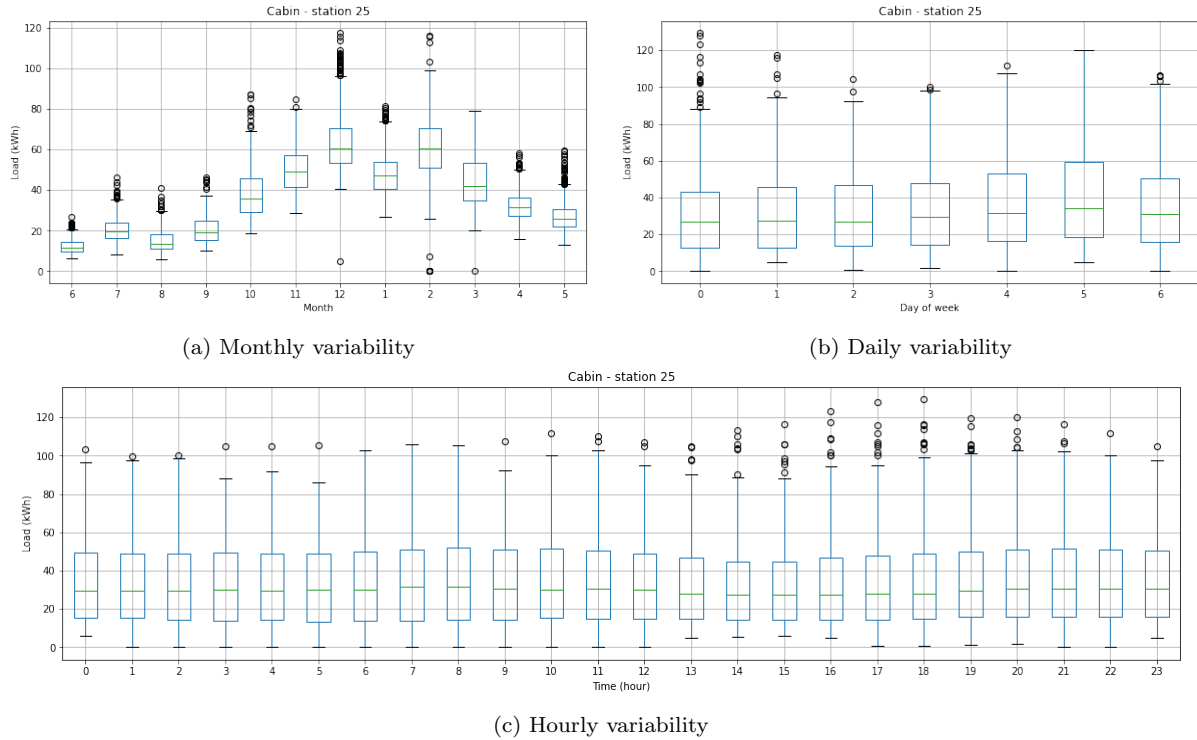 Cabin - station 25
120
100
80
60
40
20
0
Load (kWh)
6 7 8 9 10 11 12 1 2 3 4 5
Month
(a) Monthly variability
Cabin - station 25
120
100
80
60
40
20
0
Load (kWh)
0 1 2 3 4 5 6
Day of week
(b) Daily variability
Cabin - station 25
120
100
80
60
40
20
0
Load (kWh)
0 1 2 3 4 5 6 7 8 9 10 11 12 13 14 15 16 17 18 19 20 21 22 23
Time (hour)
(c) Hourly variability